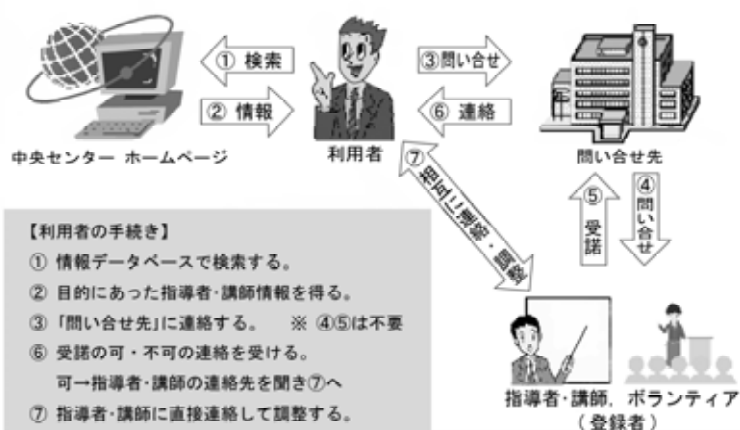 ① 検索
② 情報
③問い合せ
⑥ 連絡
中央センター ホームページ
利用者
問い合せ先
⑦
相互に連絡・調整
⑤
受諾
④
問い合せ
【利用者の手続き】
① 情報データベースで検索する。
② 目的にあった指導者・講師情報を得る。
③「問い合せ先」に連絡する。 ※ ④⑤は不要
⑥ 受諾の可・不可の連絡を受ける。
可→指導者・講師の連絡先を聞き⑦へ
⑦ 指導者・講師に直接連絡して調整する。
指導者・講師，ボランティア
（登録者）